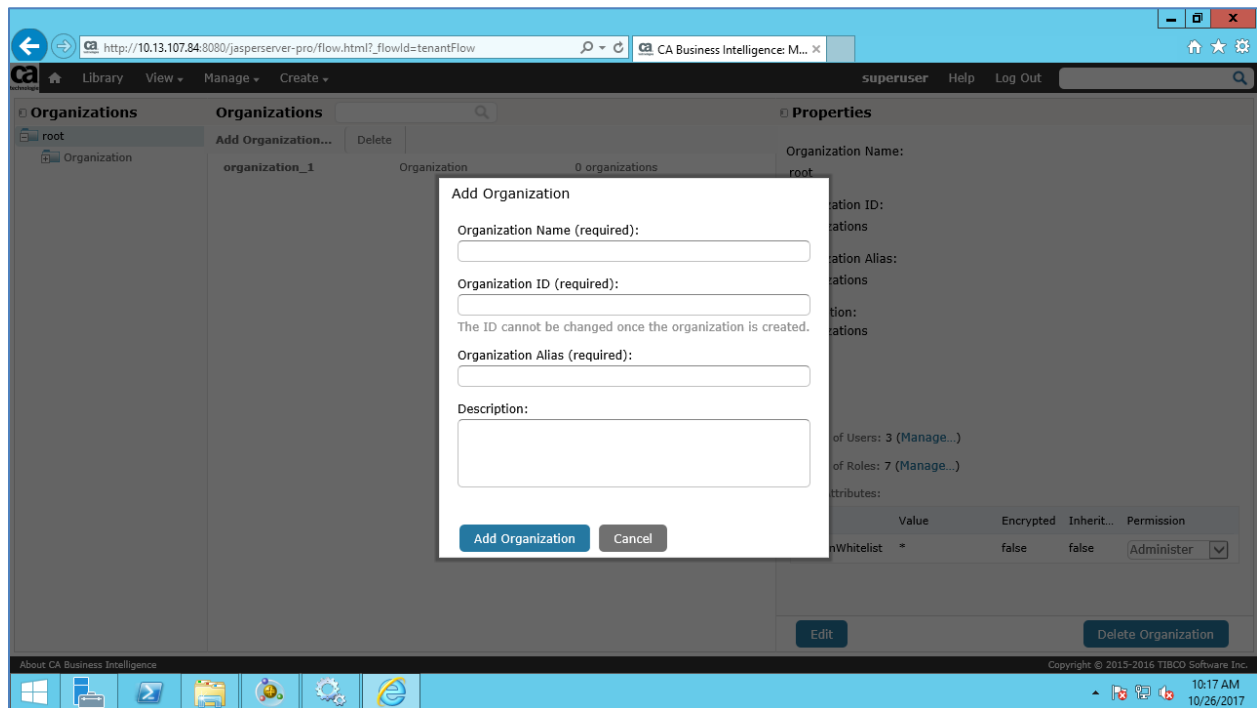 http://10.13.107.84:8080/jasperserver-pro/flow.html?_flowId=tenantFlow
CA Business Intelligence: M...
ca
technologies
Library View Manage Create
superuser Help Log Out
Organizations
root
Organization
Organizations
Add Organization... Delete
organization_1 Organization 0 organizations
Properties
Organization Name:
root
zation ID:
zations
zation Alias:
zations
tion:
zations
of Users: 3 (Manage...)
of Roles: 7 (Manage...)
ttributes:
Value Encrypted Inherit... Permission
nWhitelist * false false Administer
Edit Delete Organization
Add Organization
Organization Name (required):
Organization ID (required):
The ID cannot be changed once the organization is created.
Organization Alias (required):
Description:
Add Organization Cancel
About CA Business Intelligence
Copyright © 2015-2016 TIBCO Software Inc.
10:17 AM
10/26/2017